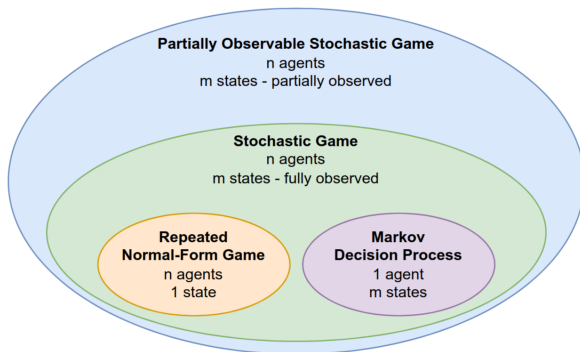 Partially Observable Stochastic Game
n agents
m states - partially observed
Stochastic Game
n agents
m states - fully observed
Repeated
Normal-Form Game
n agents
1 state
Markov
Decision Process
1 agent
m states